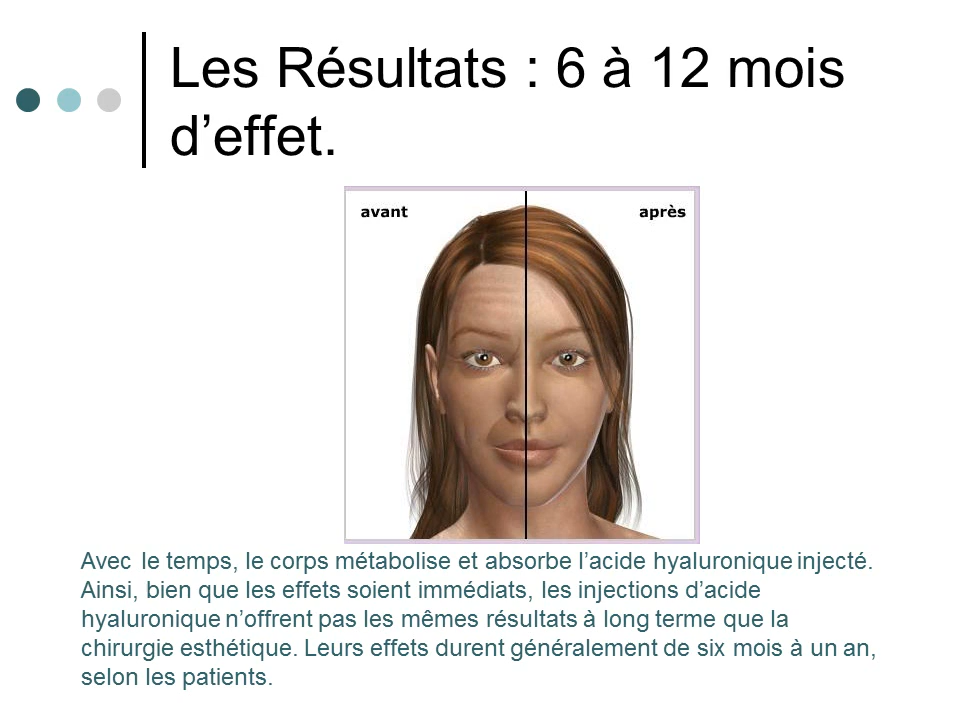 Les Résultats : 6 à 12 mois
d’effet.
avant après
Avec le temps, le corps métabolise et absorbe l’acide hyaluronique injecté.
Ainsi, bien que les effets soient immédiats, les injections d’acide
hyaluronique n’offrent pas les mêmes résultats à long terme que la
chirurgie esthétique. Leurs effets durent généralement de six mois à un an,
selon les patients.